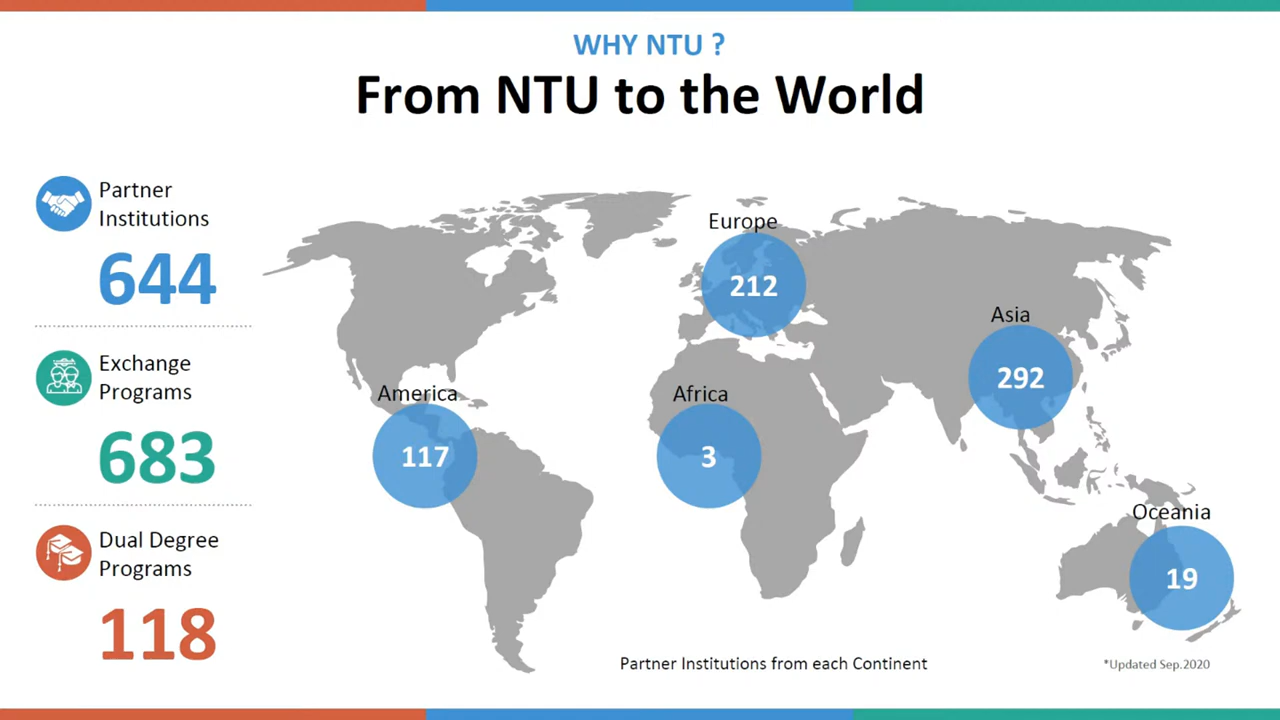 WHY NTU ?
From NTU to the World
Partner
Institutions
644
Exchange
Programs
683
Dual Degree
Programs
118
Europe
212
Asia
292
America
117
Africa
3
Oceania
19
Partner Institutions from each Continent
*Updated Sep.2020